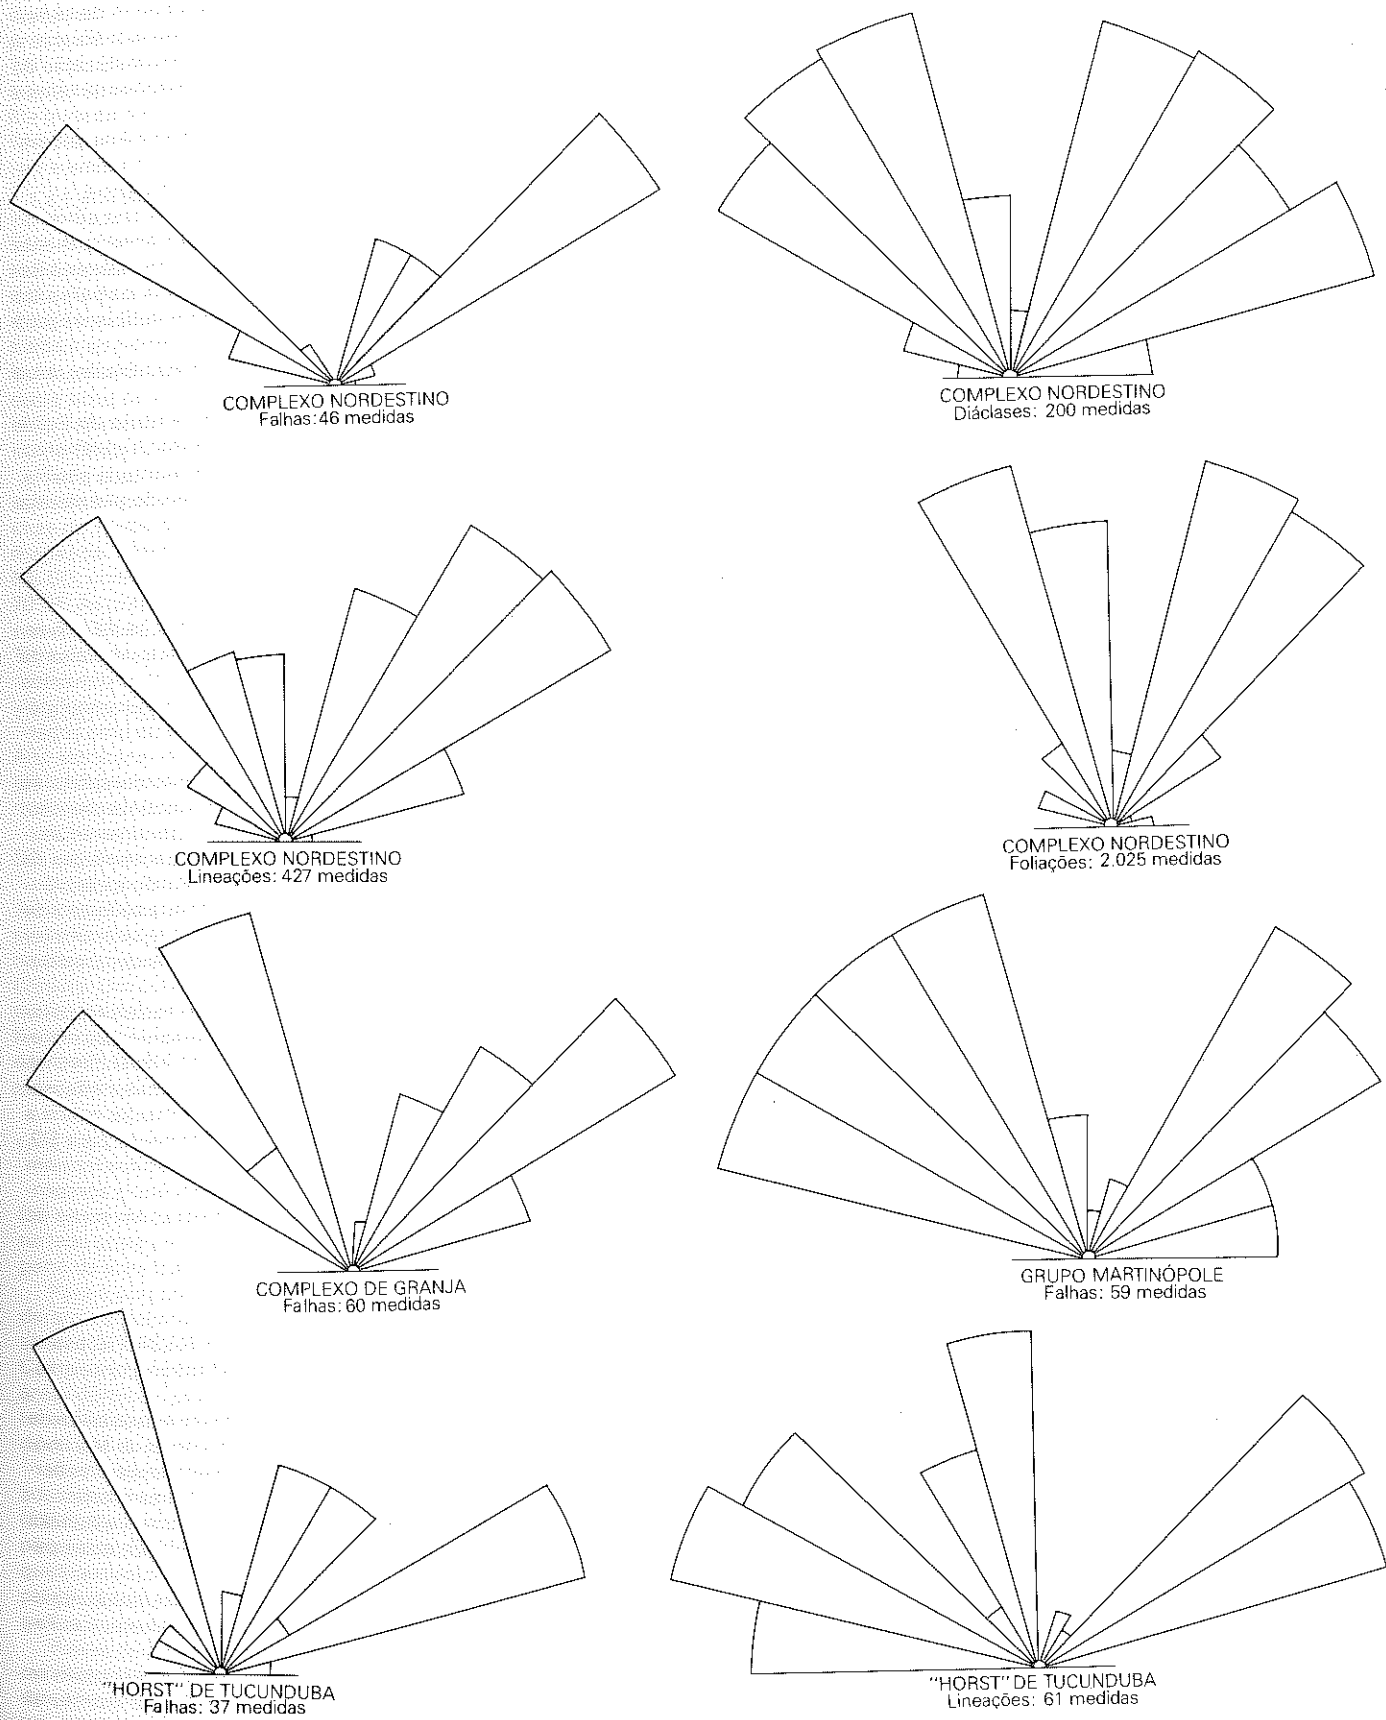 COMPLEXO NORDESTINO
Falhas: 46 medidas
COMPLEXO NORDESTINO
Diáclases: 200 medidas
COMPLEXO NORDESTINO
Lineações: 427 medidas
COMPLEXO NORDESTINO
Foliações: 2.025 medidas
COMPLEXO DE GRANJA
Falhas: 60 medidas
GRUPO MARTINÓPOLE
Falhas: 59 medidas
"HORST" DE TUCUNDUBA
Falhas: 37 medidas
"HORST" DE TUCUNDUBA
Lineações: 61 medidas